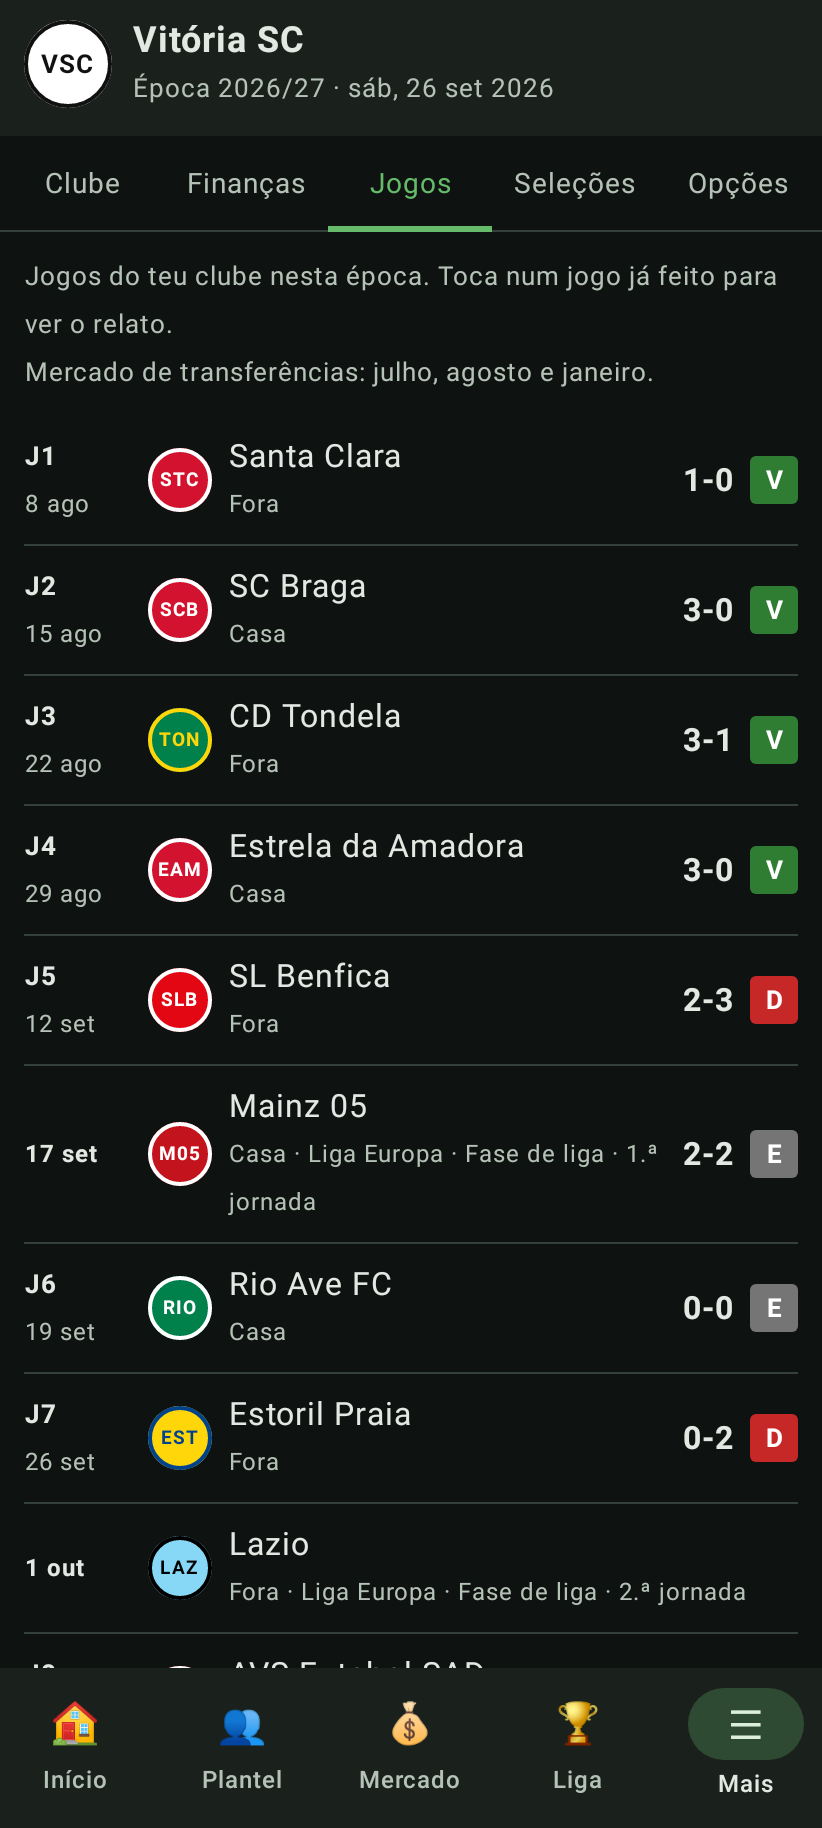 VSC
Vitória SC
Época 2026/27 · sáb, 26 set 2026
Clube
Finanças
Jogos
Seleções
Opções
Jogos do teu clube nesta época. Toca num jogo já feito para
ver o relato.
Mercado de transferências: julho, agosto e janeiro.
J1
8 ago
STC
Santa Clara
Fora
1-0
V
J2
15 ago
SCB
SC Braga
Casa
3-0
V
J3
22 ago
TON
CD Tondela
Fora
3-1
V
J4
29 ago
EAM
Estrela da Amadora
Casa
3-0
V
J5
12 set
SLB
SL Benfica
Fora
2-3
D
17 set
M05
Mainz 05
Casa · Liga Europa · Fase de liga · 1.ª
jornada
2-2
E
J6
19 set
RIO
Rio Ave FC
Casa
0-0
E
J7
26 set
EST
Estoril Praia
Fora
0-2
D
1 out
LAZ
Lazio
Fora · Liga Europa · Fase de liga · 2.ª jornada
Início
Plantel
Mercado
Liga
Mais